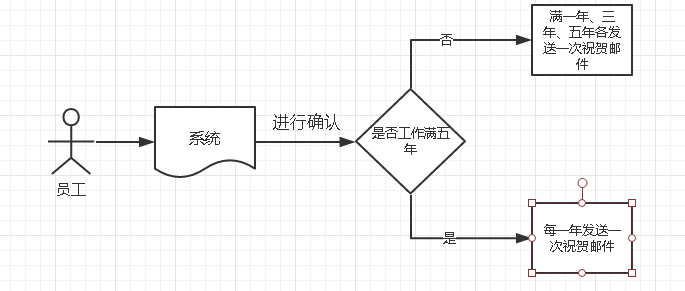 满一年、三
年、五年各发
送一次祝贺邮
件
否
系统
进行确认
是否工作满五
年
员工
是
每一年发送一
次祝贺邮件